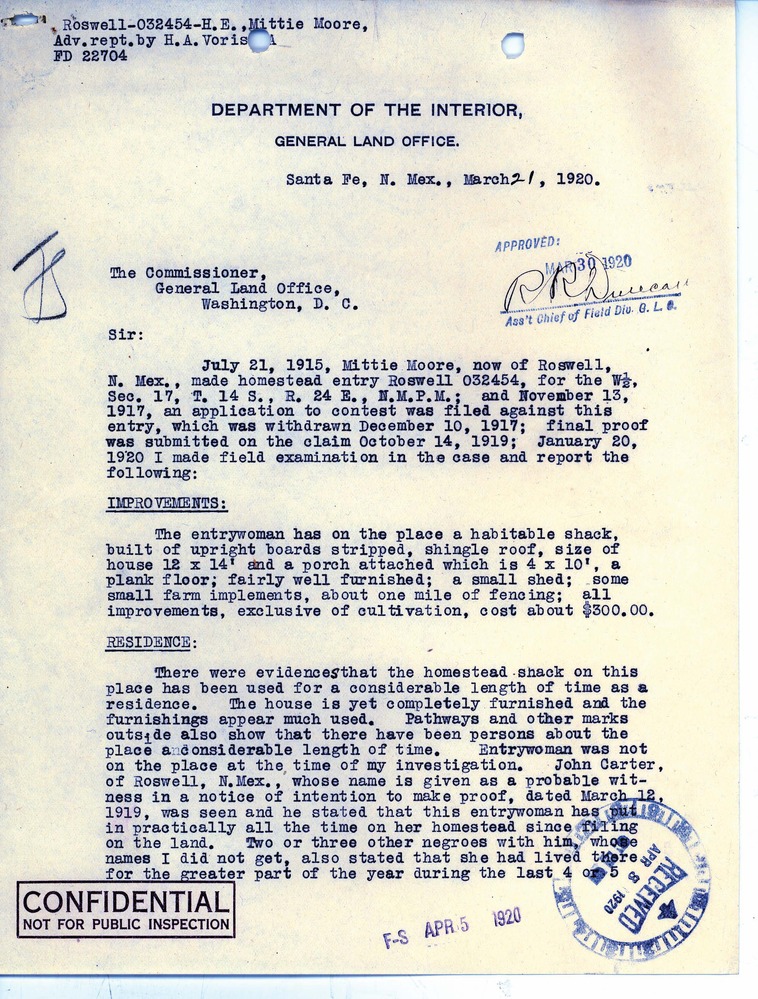 Roswell-032454-H.E.,Mittie Moore,
Adv.rept.by H.A.Voris
FD 22704
DEPARTMENT OF THE INTERIOR,
GENERAL LAND OFFICE.
Santa Fe, N. Mex., March 21, 1920.
APPROVED:
MAR 30 1920
R R Duncan
Ass't Chief of Field Div. G. L. O.
The Commissioner,
General Land Office,
Washington, D. C.
Sir:
July 21, 1915, Mittie Moore, now of Roswell,
N. Mex., made homestead entry Roswell 032454, for the W½,
Sec. 17, T. 14 S., R. 24 E., N.M.P.M.; and November 13,
1917, an application to contest was filed against this
entry, which was withdrawn December 10, 1917; final proof
was submitted on the claim October 14, 1919; January 20,
1920 I made field examination in the case and report the
following:
IMPROVEMENTS:
The entrywoman has on the place a habitable shack,
built of upright boards stripped, shingle roof, size of
house 12 x 14' and a porch attached which is 4 x 10', a
plank floor; fairly well furnished; a small shed; some
small farm implements, about one mile of fencing; all
improvements, exclusive of cultivation, cost about $300.00.
RESIDENCE:
There were evidences that the homestead shack on this
place has been used for a considerable length of time as a
residence. The house is yet completely furnished and the
furnishings appear much used. Pathways and other marks
outside also show that there have been persons about the
place a considerable length of time. Entrywoman was not
on the place at the time of my investigation. John Carter,
of Roswell, N.Mex., whose name is given as a probable wit-
ness in a notice of intention to make proof, dated March 12,
1919, was seen and he stated that this entrywoman has put
in practically all the time on her homestead since filing
on the land. Two or three other negroes with him, whose
names I did not get, also stated that she had lived there
for the greater part of the year during the last 4 or 5
CONFIDENTIAL
NOT FOR PUBLIC INSPECTION
F-S APR 5 1920
RECEIVED
APR 8 1920